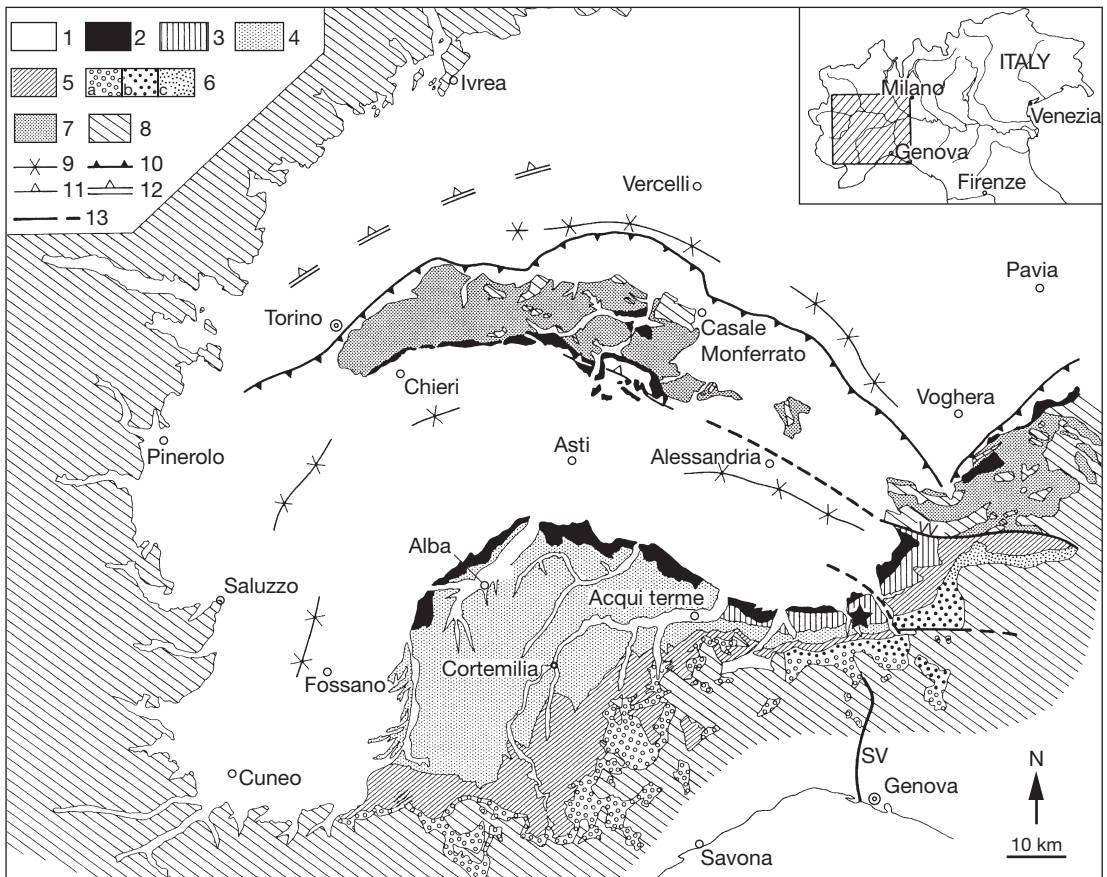 1 2 3 4
5 a b c 6
7 8
9 10
11 12
13
ITALY
Milano
Venezia
Genova
Firenze
Ivrea
Vercelli
Pavia
Torino
Casale
Monferrato
Chieri
Voghera
Pinerolo
Asti
Alessandria
VV
Alba
Saluzzo
Acqui terme
Cortemilia
Fossano
SV
Cuneo
Genova
N
10 km
Savona